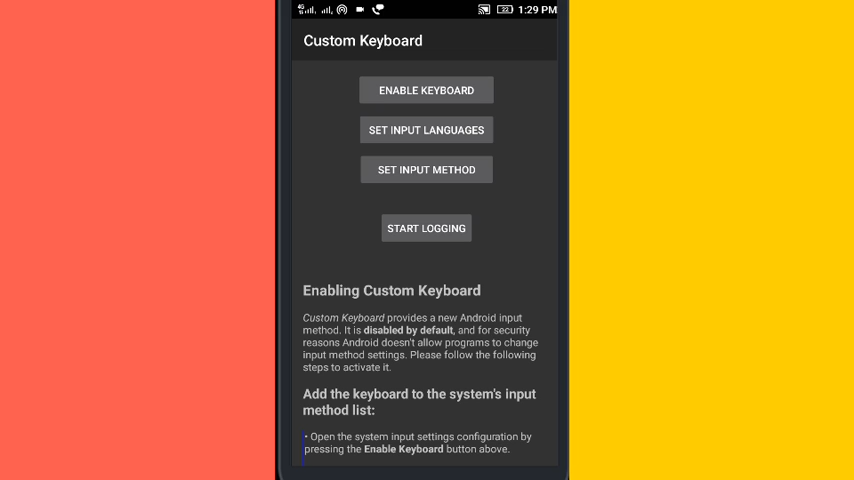 4G 22 1:29 PM
Custom Keyboard
ENABLE KEYBOARD
SET INPUT LANGUAGES
SET INPUT METHOD
START LOGGING
Enabling Custom Keyboard
Custom Keyboard provides a new Android input
method. It is disabled by default, and for security
reasons Android doesn't allow programs to change
input method settings. Please follow the following
steps to activate it.
Add the keyboard to the system's input
method list:
• Open the system input settings configuration by
pressing the Enable Keyboard button above.